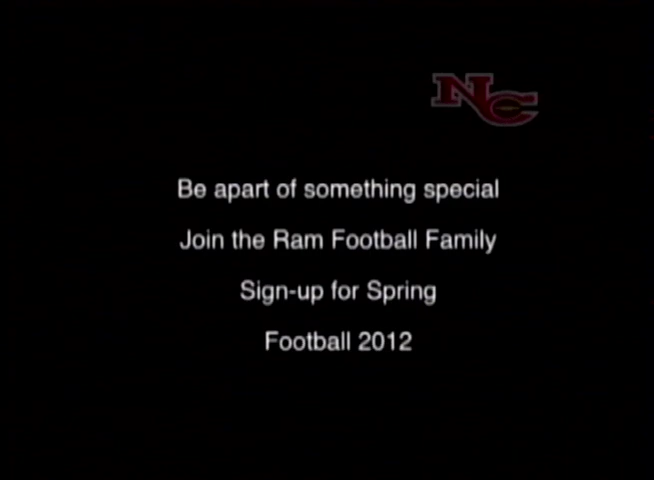 NC
Be apart of something special
Join the Ram Football Family
Sign-up for Spring
Football 2012